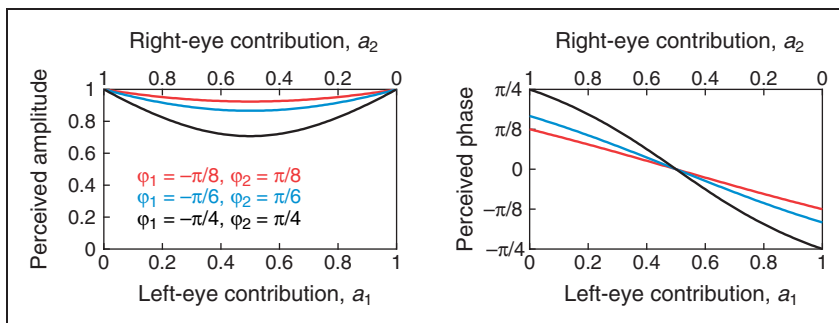 Right-eye contribution, a2
1 0.8 0.6 0.4 0.2 0
Perceived amplitude
1
0.8
0.6
0.4
0.2
0
φ1 = −π/8, φ2 = π/8
φ1 = −π/6, φ2 = π/6
φ1 = −π/4, φ2 = π/4
0 0.2 0.4 0.6 0.8 1
Left-eye contribution, a1
Right-eye contribution, a2
1 0.8 0.6 0.4 0.2 0
Perceived phase
π/4
π/8
0
−π/8
−π/4
0 0.2 0.4 0.6 0.8 1
Left-eye contribution, a1